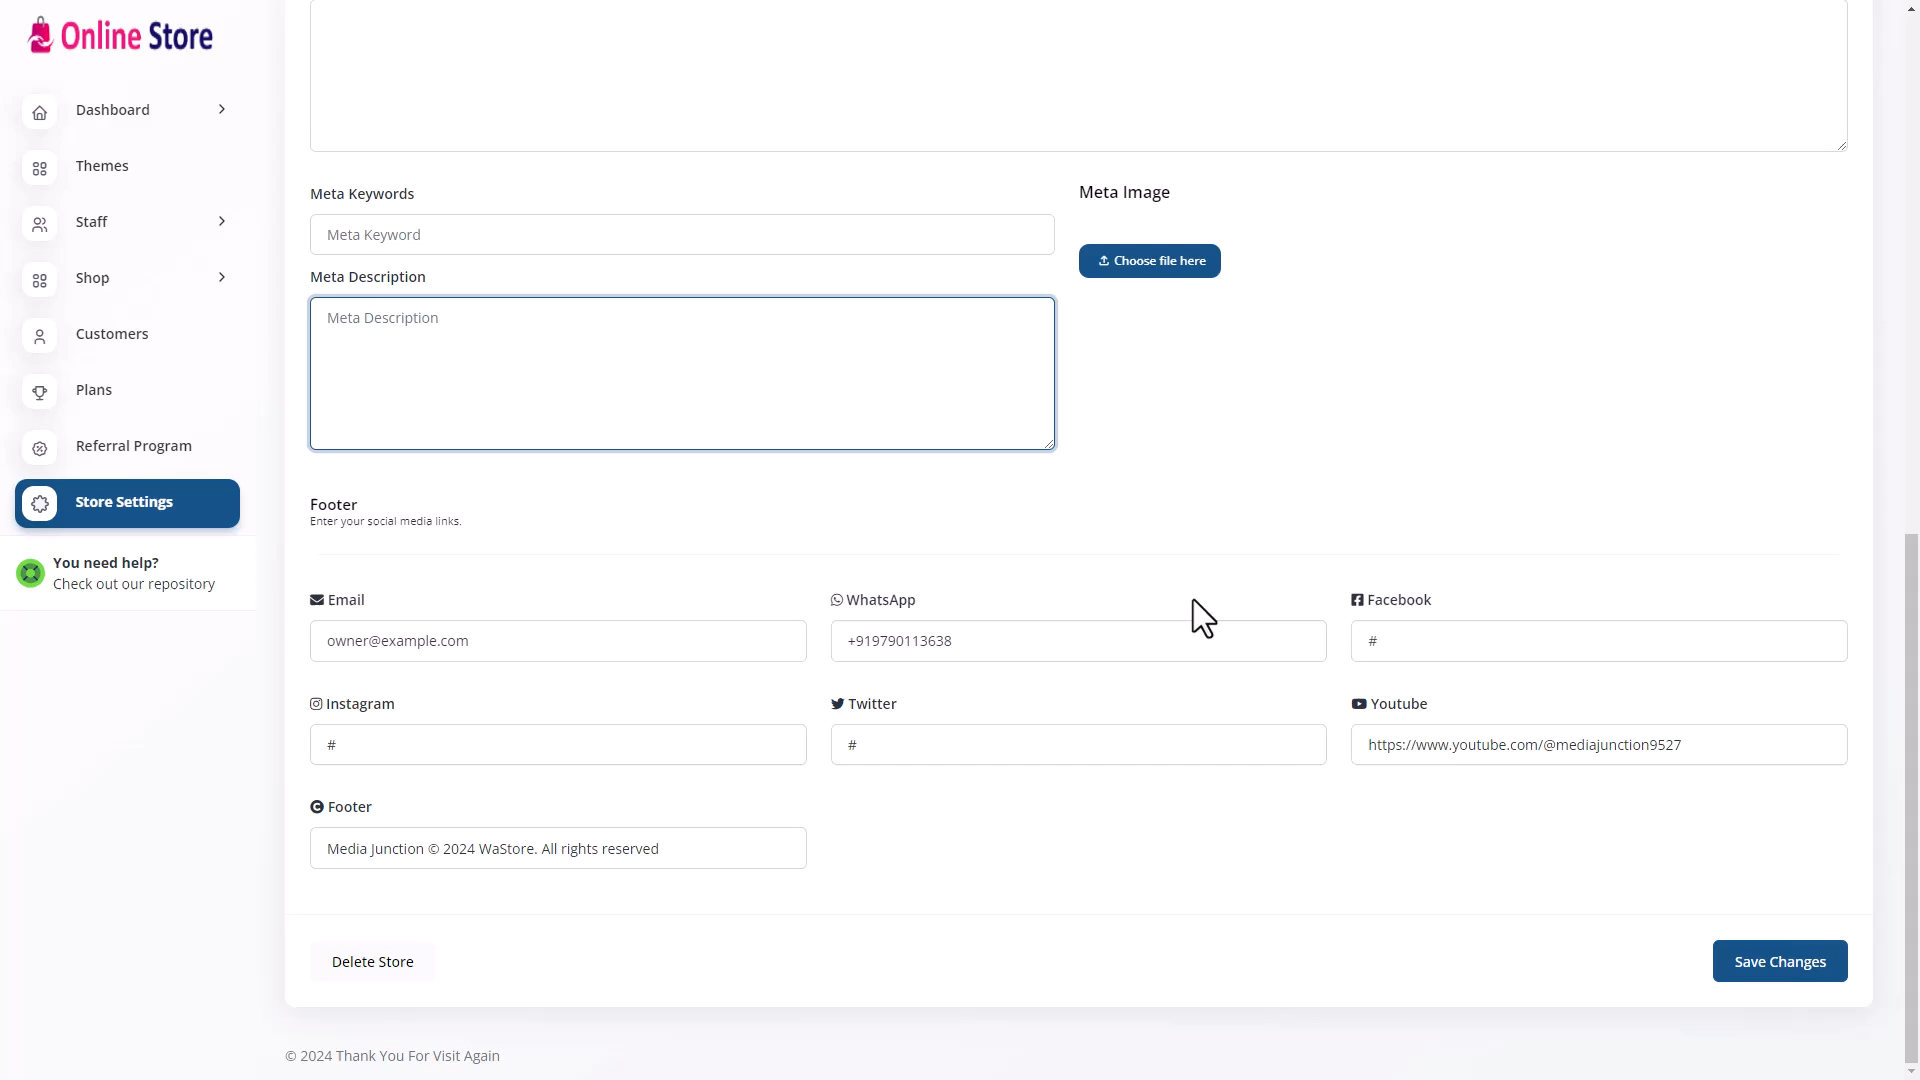 Online Store
Dashboard
Themes
Staff
Shop
Customers
Plans
Referral Program
Store Settings
You need help?
Check out our repository
Meta Keywords
Meta Keyword
Meta Image
Choose file here
Meta Description
Meta Description
Footer
Enter your social media links.
Email
WhatsApp
Facebook
owner@example.com
+919790113638
#
Instagram
Twitter
Youtube
#
#
https://www.youtube.com/@mediajunction9527
Footer
Media Junction © 2024 WaStore. All rights reserved
Delete Store
Save Changes
© 2024 Thank You For Visit Again